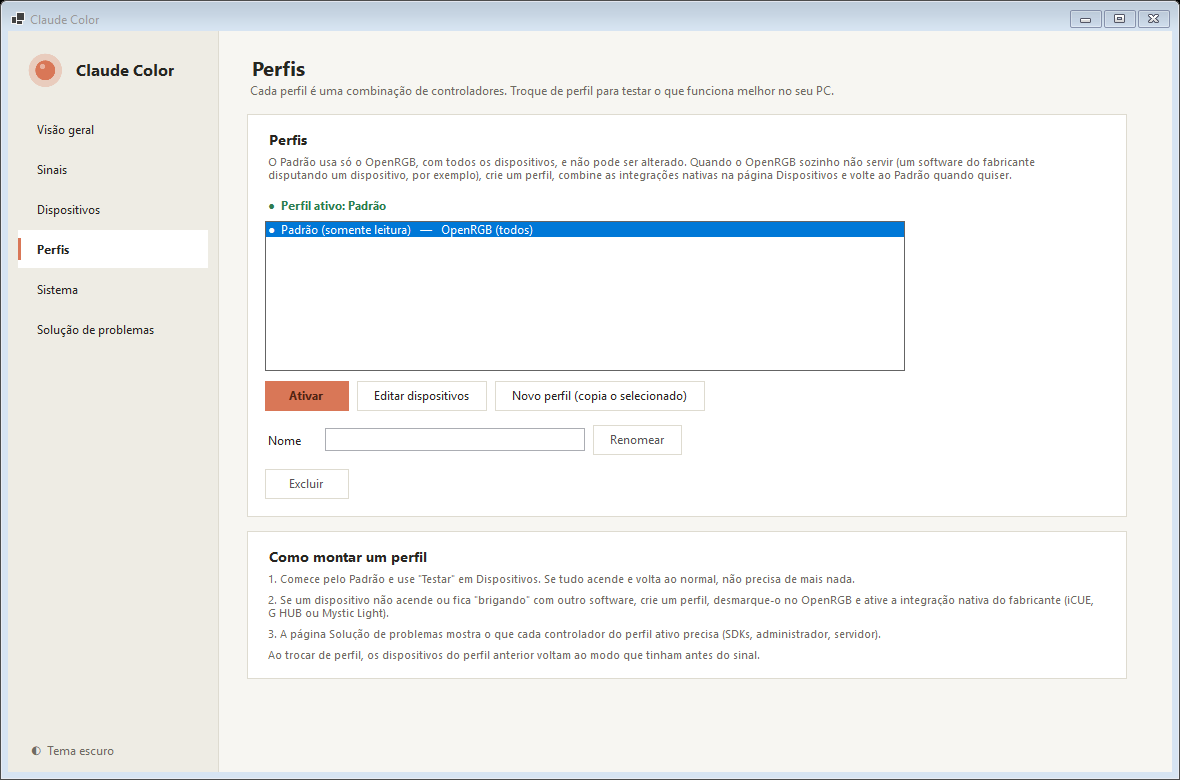 Claude Color
Claude Color
Visão geral
Sinais
Dispositivos
Perfis
Sistema
Solução de problemas
Tema escuro
Perfis
Cada perfil é uma combinação de controladores. Troque de perfil para testar o que funciona melhor no seu PC.
Perfis
O Padrão usa só o OpenRGB, com todos os dispositivos, e não pode ser alterado. Quando o OpenRGB sozinho não servir (um software do fabricante
disputando um dispositivo, por exemplo), crie um perfil, combine as integrações nativas na página Dispositivos e volte ao Padrão quando quiser.
● Perfil ativo: Padrão
● Padrão (somente leitura) — OpenRGB (todos)
Ativar
Editar dispositivos
Novo perfil (copia o selecionado)
Nome
Renomear
Excluir
Como montar um perfil
1. Comece pelo Padrão e use "Testar" em Dispositivos. Se tudo acende e volta ao normal, não precisa de mais nada.
2. Se um dispositivo não acende ou fica "brigando" com outro software, crie um perfil, desmarque-o no OpenRGB e ative a integração nativa do fabricante (iCUE,
G HUB ou Mystic Light).
3. A página Solução de problemas mostra o que cada controlador do perfil ativo precisa (SDKs, administrador, servidor).
Ao trocar de perfil, os dispositivos do perfil anterior voltam ao modo que tinham antes do sinal.